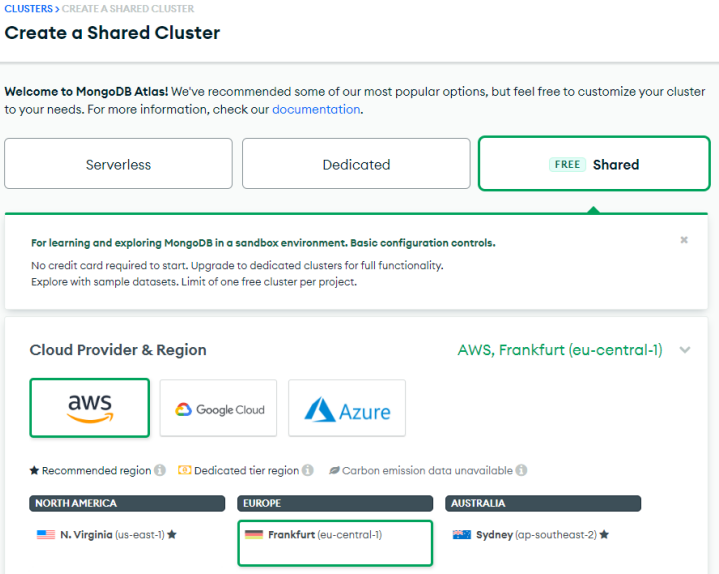 CLUSTERS > CREATE A SHARED CLUSTER
Create a Shared Cluster
Welcome to MongoDB Atlas! We've recommended some of our most popular options, but feel free to customize your cluster
to your needs. For more information, check our documentation.
Serverless
Dedicated
FREE Shared
For learning and exploring MongoDB in a sandbox environment. Basic configuration controls.
No credit card required to start. Upgrade to dedicated clusters for full functionality.
Explore with sample datasets. Limit of one free cluster per project.
Cloud Provider & Region
AWS, Frankfurt (eu-central-1)
aws
Google Cloud
Azure
★ Recommended region
Dedicated tier region
Carbon emission data unavailable
NORTH AMERICA
EUROPE
AUSTRALIA
N. Virginia (us-east-1) ★
Frankfurt (eu-central-1)
Sydney (ap-southeast-2) ★